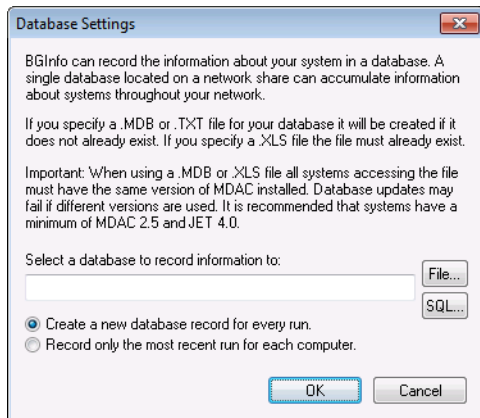 Database Settings
BGInfo can record the information about your system in a database. A
single database located on a network share can accumulate information
about systems throughout your network.
If you specify a .MDB or .TXT file for your database it will be created if it
does not already exist. If you specify a .XLS file the file must already exist.
Important: When using a .MDB or .XLS file all systems accessing the file
must have the same version of MDAC installed. Database updates may
fail if different versions are used. It is recommended that systems have a
minimum of MDAC 2.5 and JET 4.0.
Select a database to record information to:
File...
SQL...
Create a new database record for every run.
Record only the most recent run for each computer.
OK Cancel